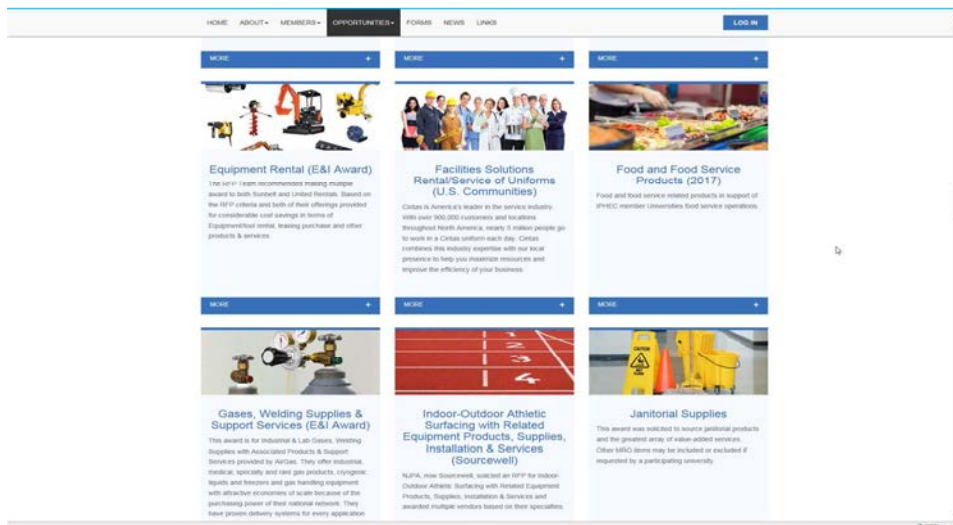 HOME ABOUT MEMBERS OPPORTUNITIES FORMS NEWS LINKS LOG IN
MORE + MORE + MORE +
Equipment Rental (E&I Award)
The RFP Team recommended making multiple
award to both Sunbelt and United Rentals. Based on
the RFP criteria and both of their offerings provided
for considerable cost savings in terms of
Equipment/tool rental, leasing purchase and other
products & services.
Facilities Solutions
Rental/Service of Uniforms
(U.S. Communities)
Cintas is America's leader in the service industry.
With over 900,000 customers and locations
throughout North America, nearly 5 million people go
to work in a Cintas uniform each day. Cintas
combines this industry expertise with our local
presence to help you maximize resources and
improve the efficiency of your business.
Food and Food Service
Products (2017)
Food and food service related products in support of
IPHEC member Universities food service operations.
MORE + MORE + MORE +
Gases, Welding Supplies &
Support Services (E&I Award)
This award is for Industrial & Lab Gases, Welding
Supplies with Associated Products & Support
Services provided by AirGas. They offer industrial,
medical, specialty and rare gas products, cryogenic
liquids and freezers and gas handling equipment
with attractive economies of scale because of the
purchasing power of their national network. They
have proven delivery systems for every application
2
3
4
Indoor-Outdoor Athletic
Surfacing with Related
Equipment Products, Supplies,
Installation & Services
(Sourcewell)
NJPA, now Sourcewell, solicited an RFP for Indoor-
Outdoor Athletic Surfacing with Related Equipment
Products, Supplies, Installation & Services and
awarded multiple vendors based on their specialties.
CAUTION
Janitorial Supplies
This award was solicited to source janitorial products
and the greatest array of value-added services.
Other MRO items may be included or excluded if
requested by a participating university.